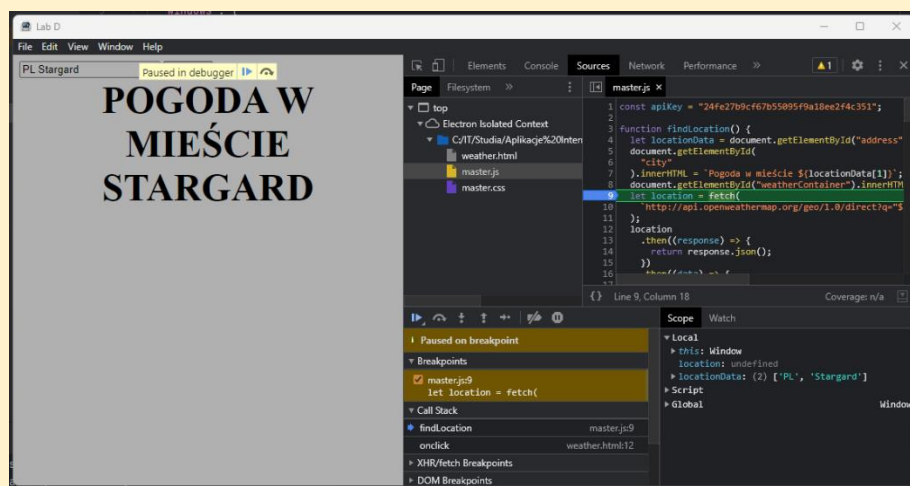 Lab D
File Edit View Window Help
PL Stargard
Paused in debugger
POGODA W
MIEŚCIE
STARGARD
Elements Console Sources Network Performance » 1
Page Filesystem »
top
Electron Isolated Context
C:/IT/Studia/Aplikacje%20Inter
weather.html
master.js
master.css
master.js ×
1 const apiKey = "24fe27b9cf67b55095f9a18ee2f4c351";
2
3 function findLocation() {
4 let locationData = document.getElementById("address"
5 document.getElementById(
6 "city"
7 ).innerHTML = `Pogoda w mieście ${locationData[1]}`;
8 document.getElementById("weatherContainer").innerHTM
9 let location = fetch(
10 `http://api.openweathermap.org/geo/1.0/direct?q="$
11 );
12 location
13 .then((response) => {
14 return response.json();
15 })
16 .then((data) => {
{} Line 9, Column 18 Coverage: n/a
Paused on breakpoint
Breakpoints
master.js:9
let location = fetch(
Call Stack
findLocation master.js:9
onclick weather.html:12
XHR/fetch Breakpoints
DOM Breakpoints
Scope Watch
Local
this: Window
location: undefined
locationData: (2) ['PL', 'Stargard']
Script
Global Window